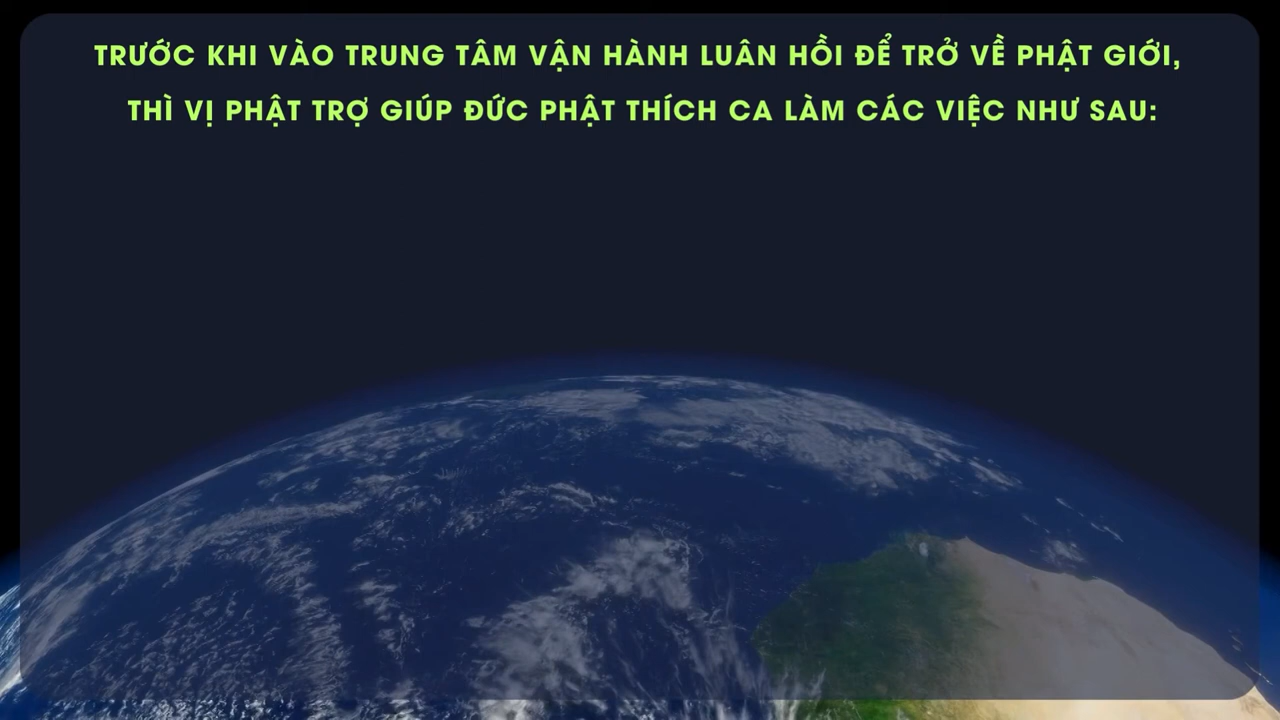 TRƯỚC KHI VÀO TRUNG TÂM VẬN HÀNH LUÂN HỒI ĐỂ TRỞ VỀ PHẬT GIỚI,
THÌ VỊ PHẬT TRỢ GIÚP ĐỨC PHẬT THÍCH CA LÀM CÁC VIỆC NHƯ SAU: